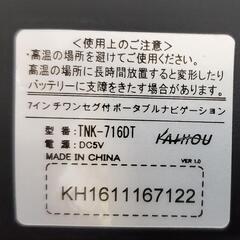 <使用上のご注意>
・高温の場所を避けてご使用ください。
・高温の場所に長時間放置すると変形したり
バッテリーに支障をきたす場合があります。
7インチワンセグ付ポータブルナビゲーション
型 番: TNK-716DT
電 源: DC5V
KAIHOU
MADE IN CHINA
VER 1.0
KH1611167122